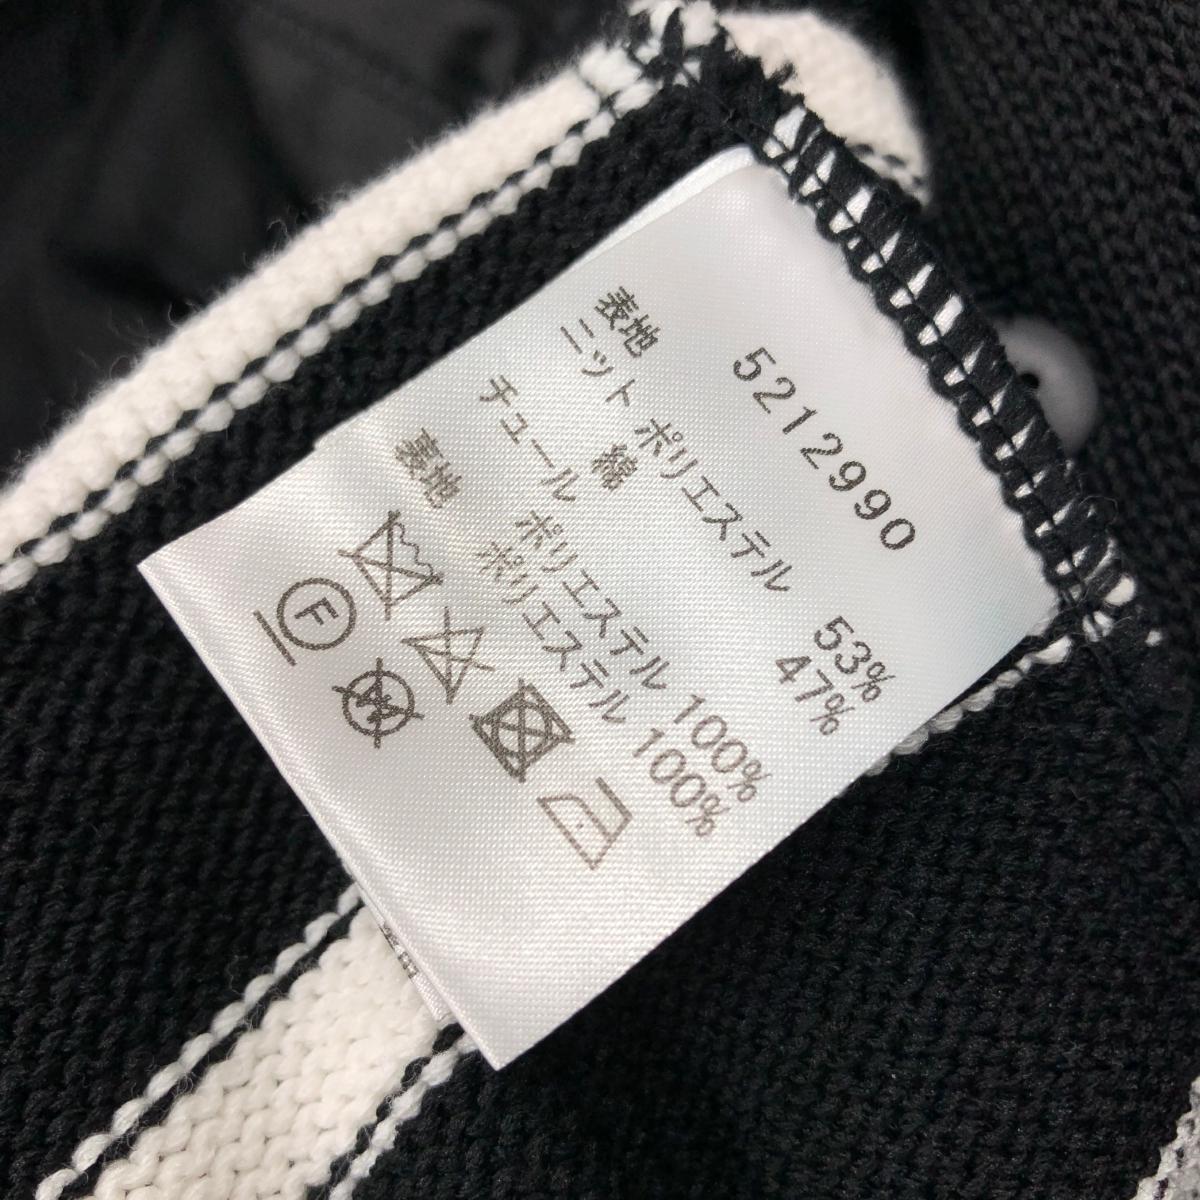 5212990
表地
ニット ポリエステル 53%
綿 47%
チュール ポリエステル 100%
裏地 ポリエステル 100%
F
W